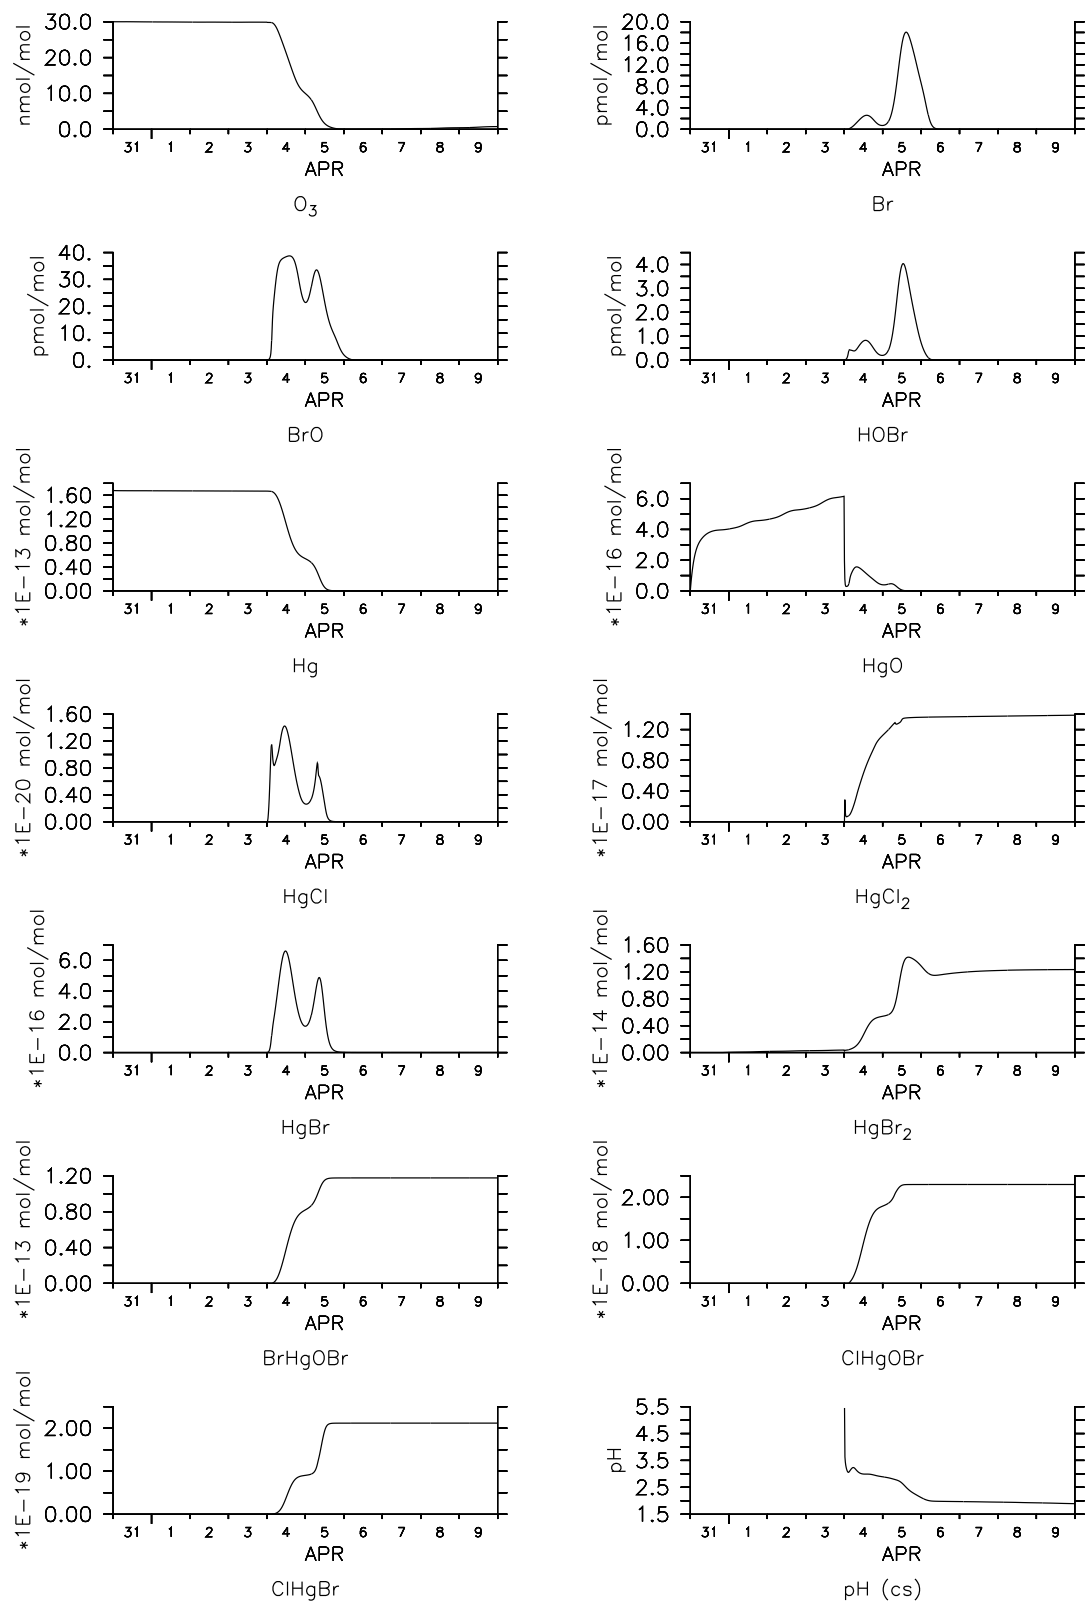 nmol/mol
30.0
20.0
10.0
0.0
31 1 2 3 4 5 6 7 8 9
APR
O₃
pmol/mol
20.0
16.0
12.0
8.0
4.0
0.0
31 1 2 3 4 5 6 7 8 9
APR
Br
pmol/mol
40.
30.
20.
10.
0.
31 1 2 3 4 5 6 7 8 9
APR
BrO
pmol/mol
4.0
3.0
2.0
1.0
0.0
31 1 2 3 4 5 6 7 8 9
APR
HOBr
*1E-13 mol/mol
1.60
1.20
0.80
0.40
0.00
31 1 2 3 4 5 6 7 8 9
APR
Hg
*1E-16 mol/mol
6.0
4.0
2.0
0.0
31 1 2 3 4 5 6 7 8 9
APR
HgO
*1E-20 mol/mol
1.60
1.20
0.80
0.40
0.00
31 1 2 3 4 5 6 7 8 9
APR
HgCl
*1E-17 mol/mol
1.20
0.80
0.40
0.00
31 1 2 3 4 5 6 7 8 9
APR
HgCl₂
*1E-16 mol/mol
6.0
4.0
2.0
0.0
31 1 2 3 4 5 6 7 8 9
APR
HgBr
*1E-14 mol/mol
1.60
1.20
0.80
0.40
0.00
31 1 2 3 4 5 6 7 8 9
APR
HgBr₂
*1E-13 mol/mol
1.20
0.80
0.40
0.00
31 1 2 3 4 5 6 7 8 9
APR
BrHgOBr
*1E-18 mol/mol
2.00
1.00
0.00
31 1 2 3 4 5 6 7 8 9
APR
ClHgOBr
*1E-19 mol/mol
2.00
1.00
0.00
31 1 2 3 4 5 6 7 8 9
APR
ClHgBr
pH
5.5
4.5
3.5
2.5
1.5
31 1 2 3 4 5 6 7 8 9
APR
pH (cs)